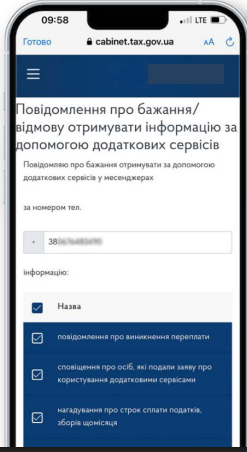 09:58
LTE
Готово
cabinet.tax.gov.ua
AА
Повідомлення про бажання/
відмову отримувати інформацію за
допомогою додаткових сервісів
Повідомляю про бажання отримувати за допомогою
додаткових сервісів у месенджерах
за номером тел.
+ 38
інформацію:
Назва
повідомлення про виникнення переплати
сповіщення про осіб, які подали заяву про
користування додатковими сервісами
нагадування про строк сплати податків,
зборів щомісяця